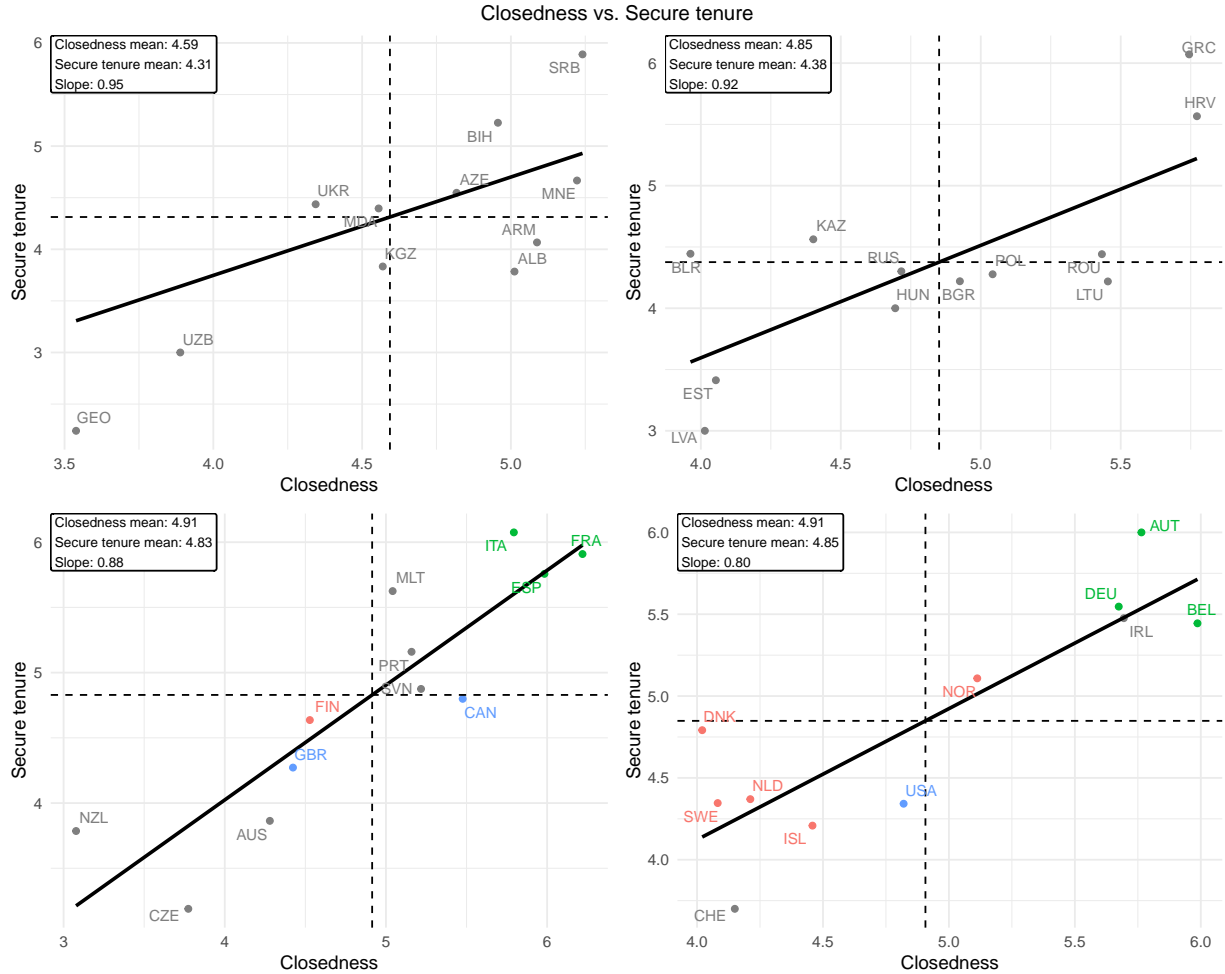 Closedness vs. Secure tenure
Closedness mean: 4.59
Secure tenure mean: 4.31
Slope: 0.95
6
5
4
3
Secure tenure
SRB
BIH
AZE
MNE
UKR
MDA
ARM
KGZ
ALB
UZB
GEO
3.5
4.0
4.5
5.0
Closedness
Closedness mean: 4.85
Secure tenure mean: 4.38
Slope: 0.92
6
5
4
3
Secure tenure
GRC
HRV
KAZ
BLR
RUS
POL
ROU
HUN
BGR
LTU
EST
LVA
4.0
4.5
5.0
5.5
Closedness
Closedness mean: 4.91
Secure tenure mean: 4.83
Slope: 0.88
6
5
4
Secure tenure
ITA
FRA
MLT
ESP
PRT
SVN
FIN
CAN
GBR
NZL
AUS
CZE
3
4
5
6
Closedness
Closedness mean: 4.91
Secure tenure mean: 4.85
Slope: 0.80
6.0
5.5
5.0
4.5
4.0
Secure tenure
AUT
DEU
BEL
IRL
NOR
DNK
NLD
USA
SWE
ISL
CHE
4.0
4.5
5.0
5.5
6.0
Closedness